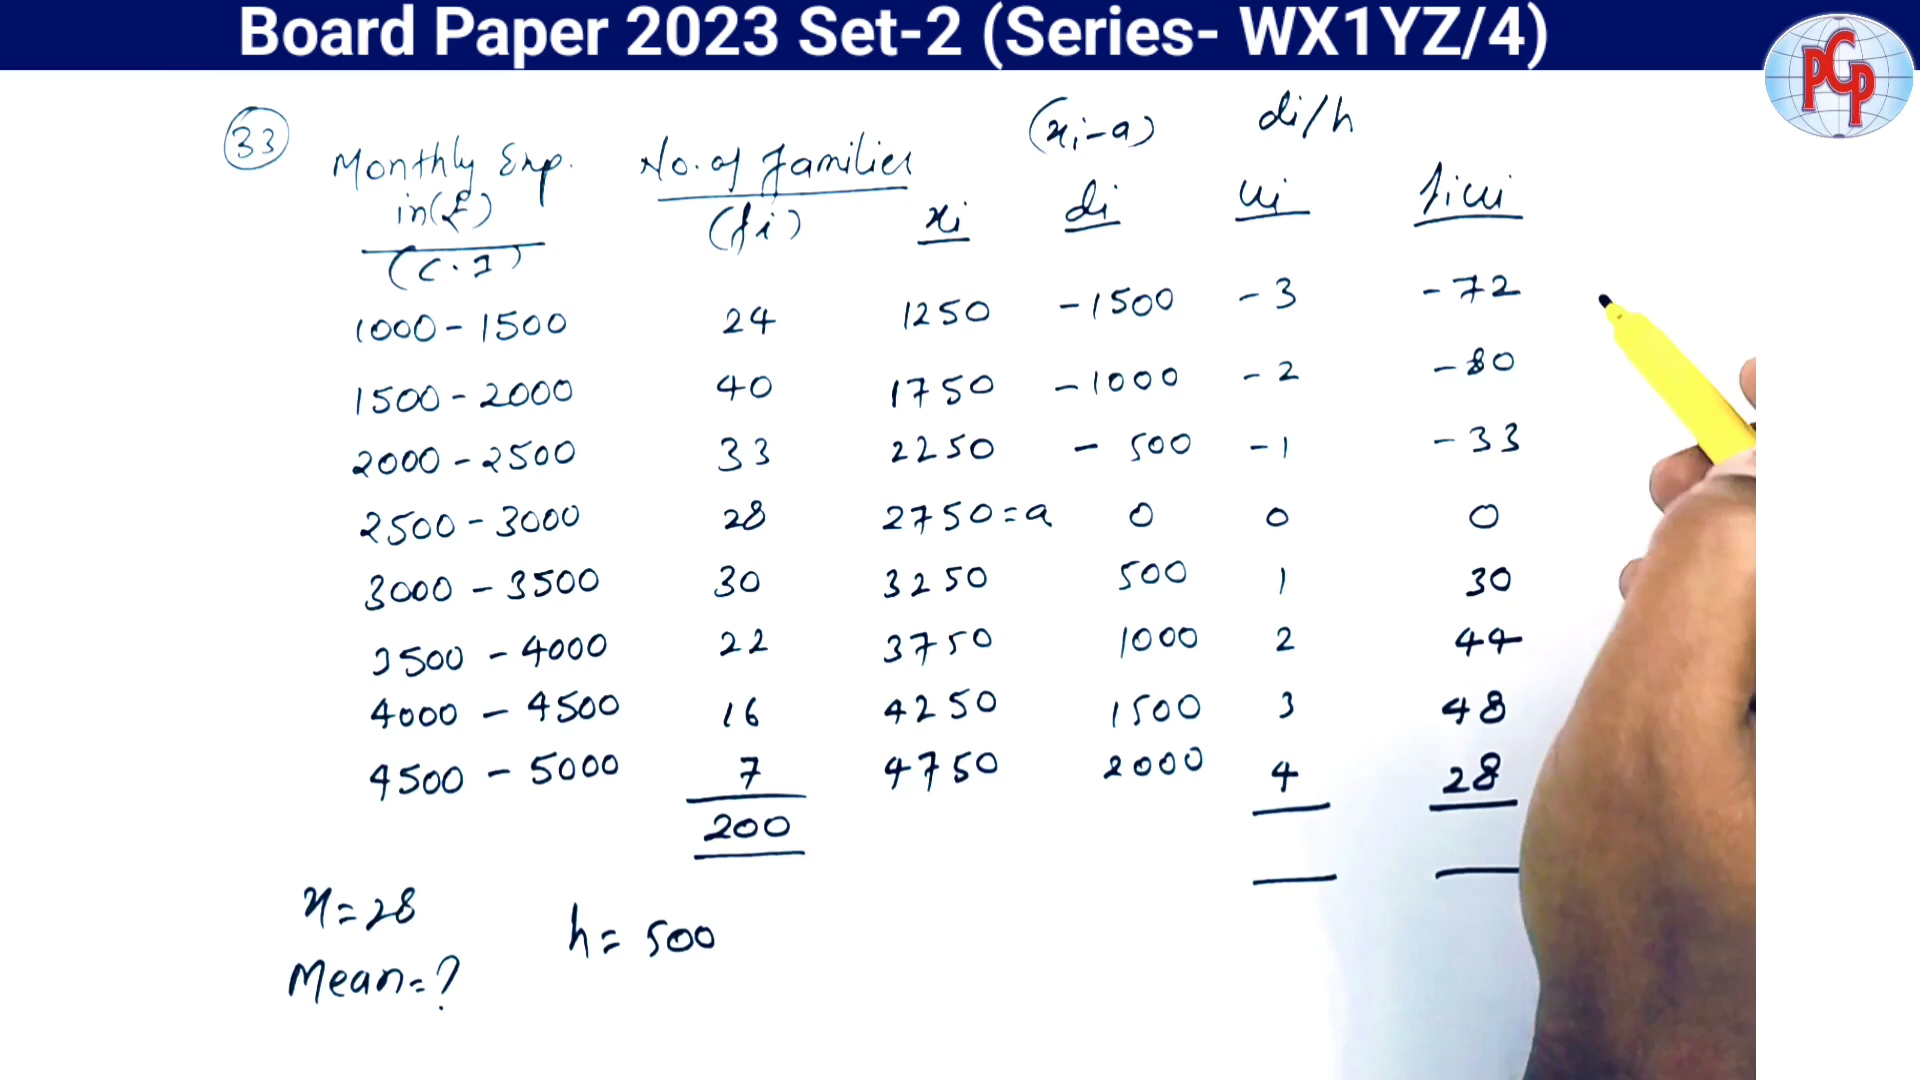 Board Paper 2023 Set-2 (Series- WX1YZ/4)
PGP
33
(xi-a) di/h
Monthly Exp. No. of Families
in(₹) (fi) xi di ui fiui
(C.I)
1000-1500 24 1250 -1500 -3 -72
1500-2000 40 1750 -1000 -2 -80
2000-2500 33 2250 -500 -1 -33
2500-3000 28 2750=a 0 0 0
3000-3500 30 3250 500 1 30
3500-4000 22 3750 1000 2 44
4000-4500 16 4250 1500 3 48
4500-5000 7 4750 2000 4 28
200
x=28 h=500
Mean=?